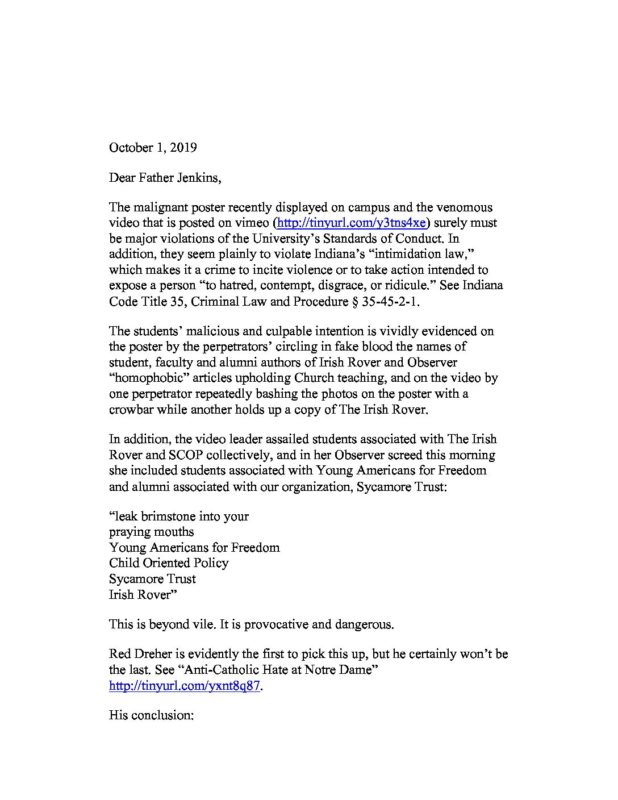 October 1, 2019
Dear Father Jenkins,
The malignant poster recently displayed on campus and the venomous
video that is posted on vimeo (http://tinyurl.com/y3tns4xe) surely must
be major violations of the University's Standards of Conduct. In
addition, they seem plainly to violate Indiana's “intimidation law,”
which makes it a crime to incite violence or to take action intended to
expose a person “to hatred, contempt, disgrace, or ridicule.” See Indiana
Code Title 35, Criminal Law and Procedure § 35-45-2-1.
The students' malicious and culpable intention is vividly evidenced on
the poster by the perpetrators' circling in fake blood the names of
student, faculty and alumni authors of Irish Rover and Observer
“homophobic” articles upholding Church teaching, and on the video by
one perpetrator repeatedly bashing the photos on the poster with a
crowbar while another holds up a copy of The Irish Rover.
In addition, the video leader assailed students associated with The Irish
Rover and SCOP collectively, and in her Observer screed this morning
she included students associated with Young Americans for Freedom
and alumni associated with our organization, Sycamore Trust:
“leak brimstone into your
praying mouths
Young Americans for Freedom
Child Oriented Policy
Sycamore Trust
Irish Rover”
This is beyond vile. It is provocative and dangerous.
Red Dreher is evidently the first to pick this up, but he certainly won't be
the last. See “Anti-Catholic Hate at Notre Dame”
http://tinyurl.com/yxnt8q87.
His conclusion: